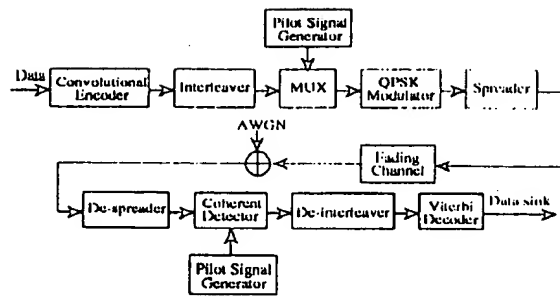 Pilot Signal
Generator
Data
Convolutional
Encoder
Interleaver
MUX
QPSK
Modulator
Spreader
AWGN
Fading
Channel
De-spreader
Coherent
Detector
De-interleaver
Viterbi
Decoder
Data sink
Pilot Signal
Generator